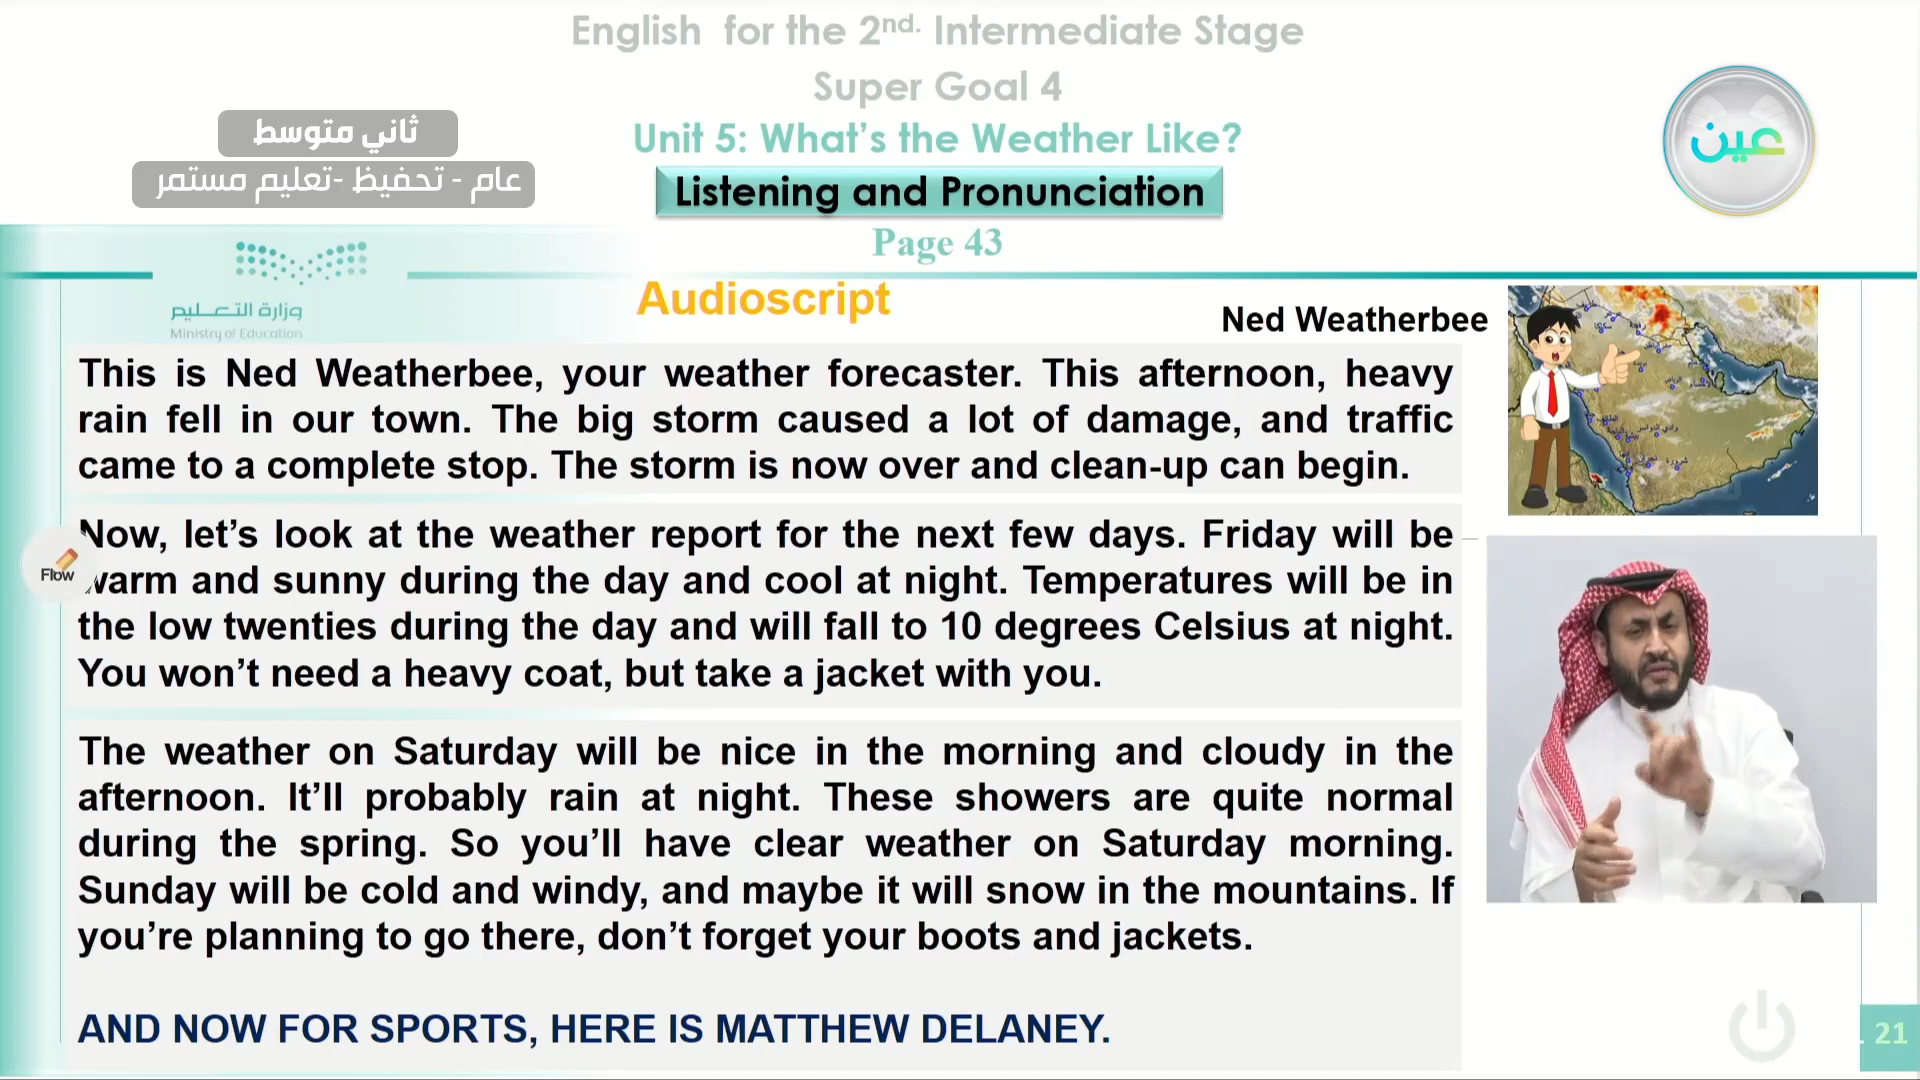 English for the 2nd. Intermediate Stage
Super Goal 4
Unit 5: What's the Weather Like?
Listening and Pronunciation
Page 43
ثاني متوسط
عام - تحفيظ -تعليم مستمر
عين
وزارة التعليم
Ministry of Education
Audioscript
Ned Weatherbee
This is Ned Weatherbee, your weather forecaster. This afternoon, heavy
rain fell in our town. The big storm caused a lot of damage, and traffic
came to a complete stop. The storm is now over and clean-up can begin.
Now, let's look at the weather report for the next few days. Friday will be
warm and sunny during the day and cool at night. Temperatures will be in
the low twenties during the day and will fall to 10 degrees Celsius at night.
You won't need a heavy coat, but take a jacket with you.
Flow
The weather on Saturday will be nice in the morning and cloudy in the
afternoon. It'll probably rain at night. These showers are quite normal
during the spring. So you'll have clear weather on Saturday morning.
Sunday will be cold and windy, and maybe it will snow in the mountains. If
you're planning to go there, don't forget your boots and jackets.
AND NOW FOR SPORTS, HERE IS MATTHEW DELANEY.
21